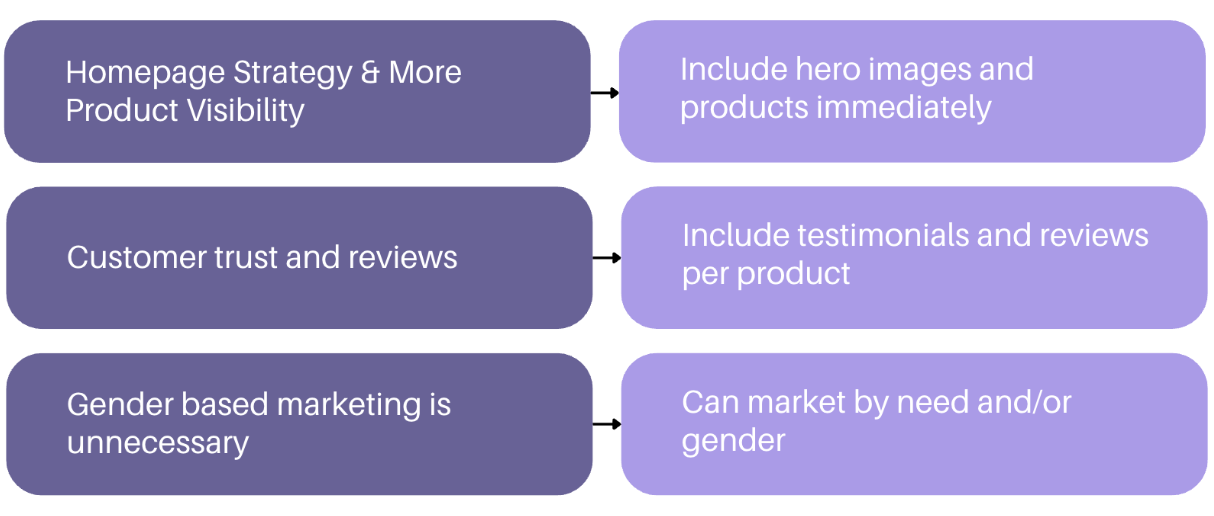 Homepage Strategy & More
Product Visibility
Include hero images and
products immediately
Customer trust and reviews
Include testimonials and reviews
per product
Gender based marketing is
unnecessary
Can market by need and/or
gender